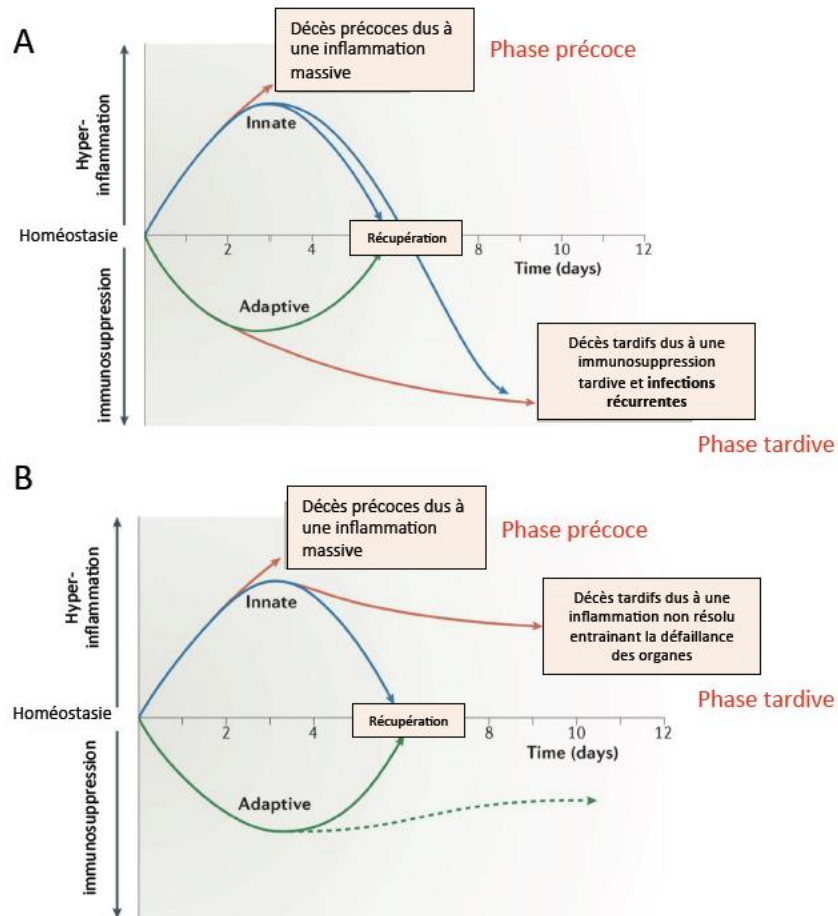 A
Décès précoces dus à
une inflammation
massive
Phase précoce
Hyper-
inflammation
Innate
Homéostasie
2
4
Récupération
8
10
12
Time (days)
immunosuppression
Adaptive
Décès tardifs dus à une
immunosuppression
tardive et infections
récurrentes
Phase tardive
B
Décès précoces dus à
une inflammation
massive
Phase précoce
Hyper-
inflammation
Innate
Décès tardifs dus à une
inflammation non résolu
entrainant la défaillance
des organes
Homéostasie
Phase tardive
2
4
Récupération
8
10
12
Time (days)
immunosuppression
Adaptive